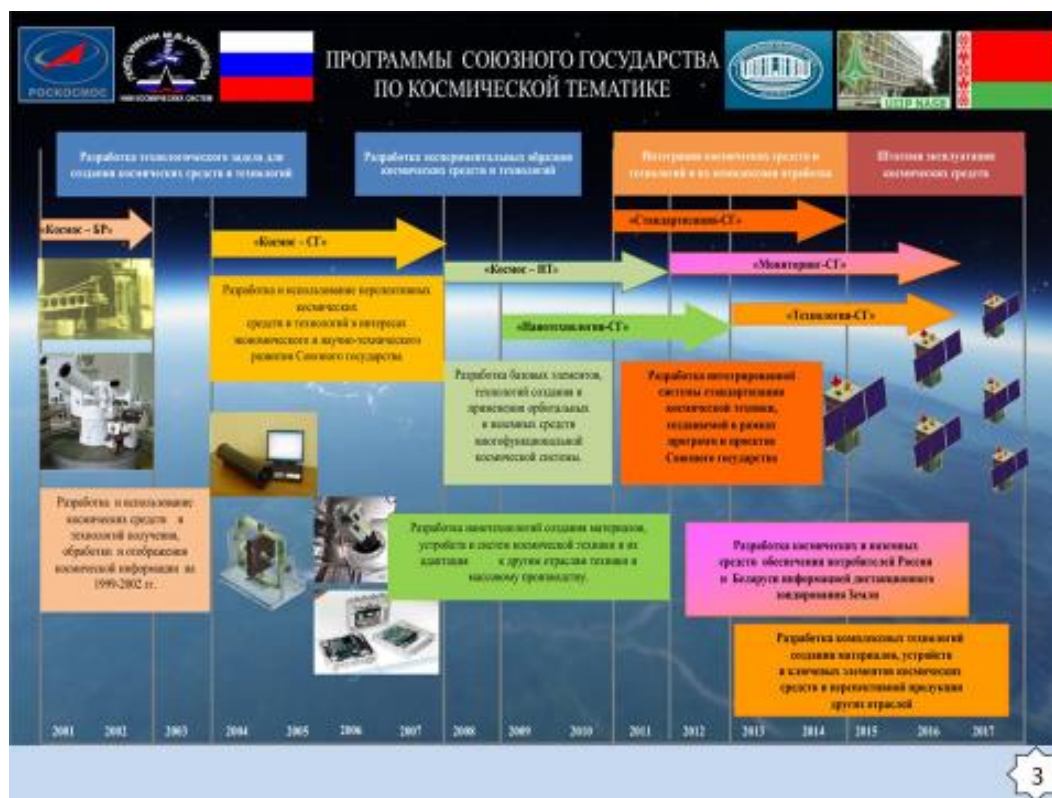 РОСКОСМОС
ПРОГРАММЫ СОЮЗНОГО ГОСУДАРСТВА
ПО КОСМИЧЕСКОЙ ТЕМАТИКЕ
UIIP NASB
Разработка технологического задела для
создания космических средств и технологий
Разработка экспериментальных образцов
космических средств и технологий
Интеграция космических средств и
технологий и их комплексная отработка
Штатная эксплуатация
космических средств
«Космос – БР»
«Космос – СГ»
«Стандартизация-СГ»
«Космос – НТ»
«Мониторинг-СГ»
«Нанотехнология-СГ»
«Технология-СГ»
Разработка и использование перспективных
космических
средств и технологий в интересах
экономического и научно-технического
развития Союзного государства
Разработка базовых элементов,
технологий создания и
применения орбитальных
и наземных средств
многофункциональной
космической системы.
Разработка интегрированной
системы стандартизации
космической техники,
создаваемой в рамках
программ и проектов
Союзного государства
Разработка и использование
космических средств и
технологий получения,
обработки и отображения
космической информации на
1999-2002 гг.
Разработка нанотехнологий создания материалов,
устройств и систем космической техники и их
адаптация к другим отраслям техники и
массовому производству.
Разработка космических и наземных
средств обеспечения потребителей России
и Беларуси информацией дистанционного
зондирования Земли
Разработка комплексных технологий
создания материалов, устройств
и ключевых элементов космических
средств и перспективной продукции
других отраслей
2001 2002 2003 2004 2005 2006 2007 2008 2009 2010 2011 2012 2013 2014 2015 2016 2017
3